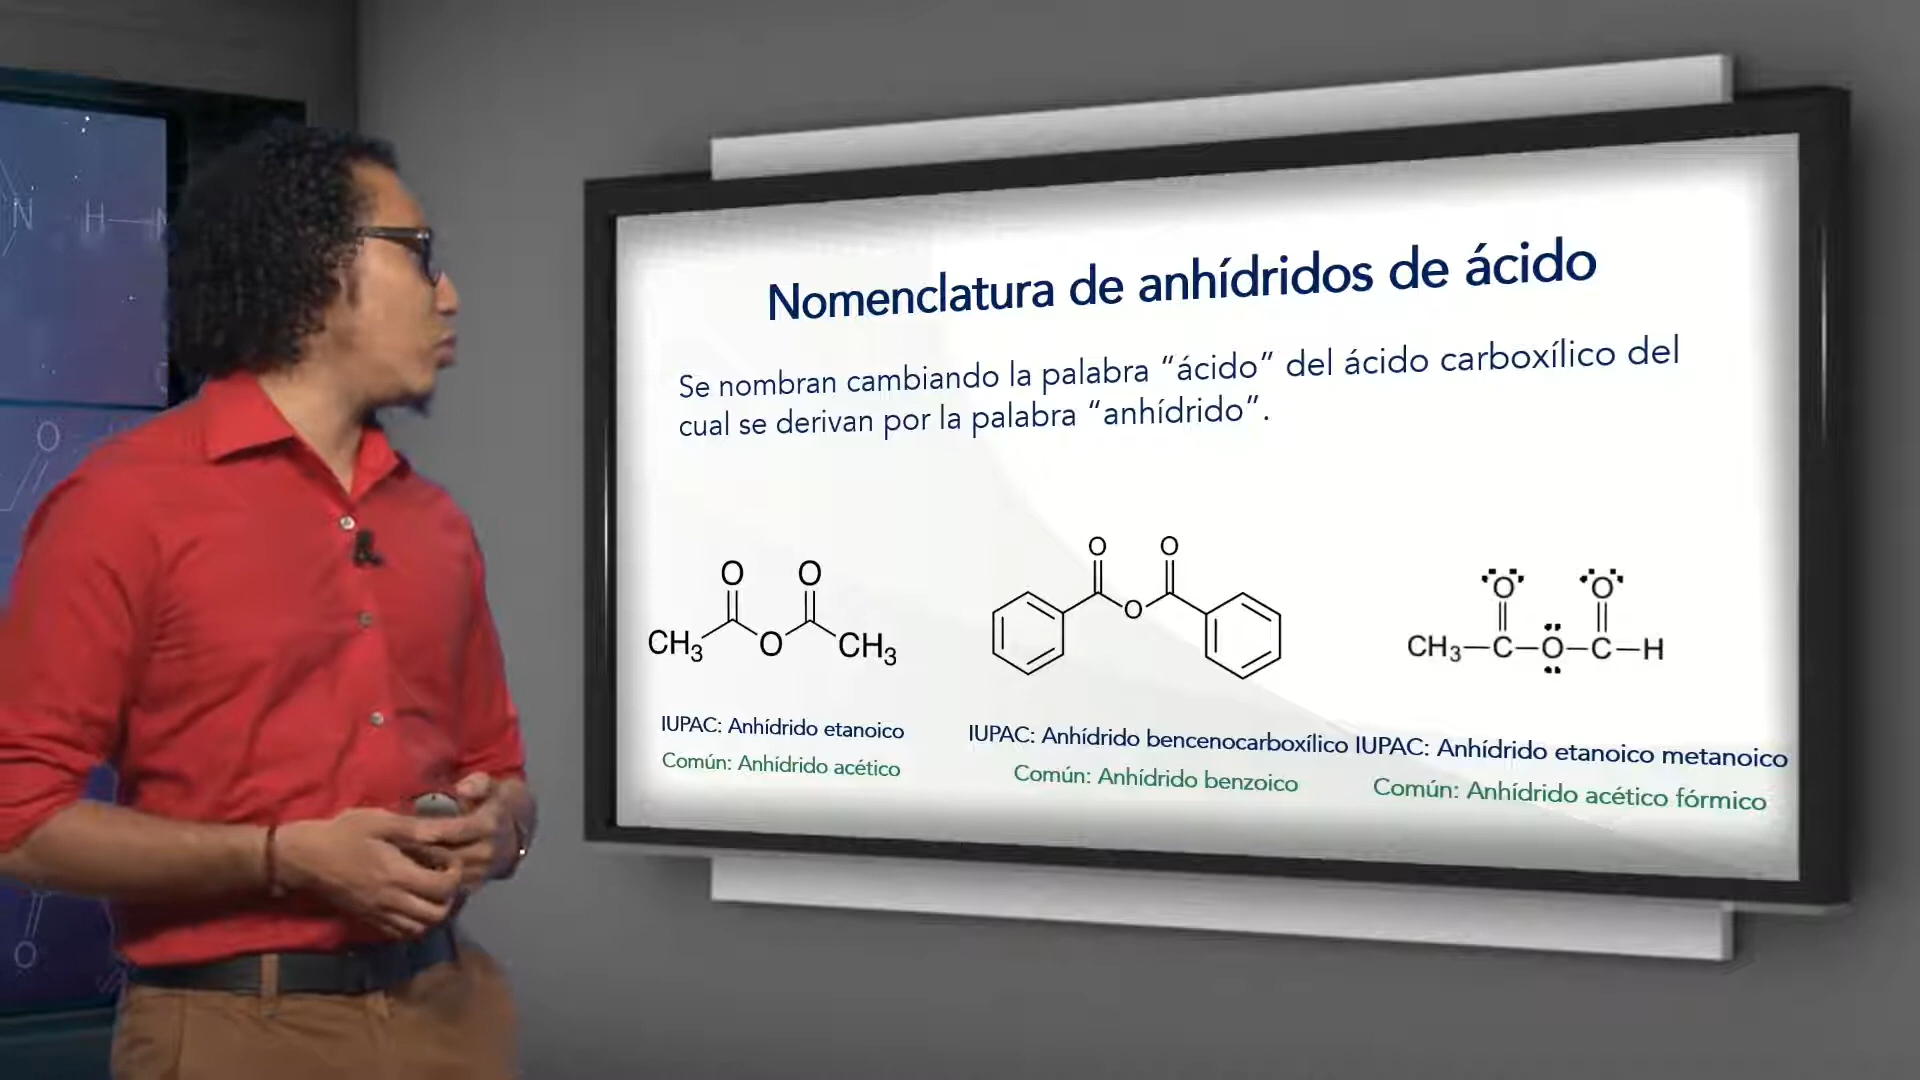 Nomenclatura de anhídridos de ácido
Se nombran cambiando la palabra “ácido” del ácido carboxílico del
cual se derivan por la palabra “anhídrido”.
O O
CH3 O CH3
O O
O
O O
CH3—C—O—C—H
IUPAC: Anhídrido etanoico
Común: Anhídrido acético
IUPAC: Anhídrido bencenocarboxílico
Común: Anhídrido benzoico
IUPAC: Anhídrido etanoico metanoico
Común: Anhídrido acético fórmico
N H—N
O
O